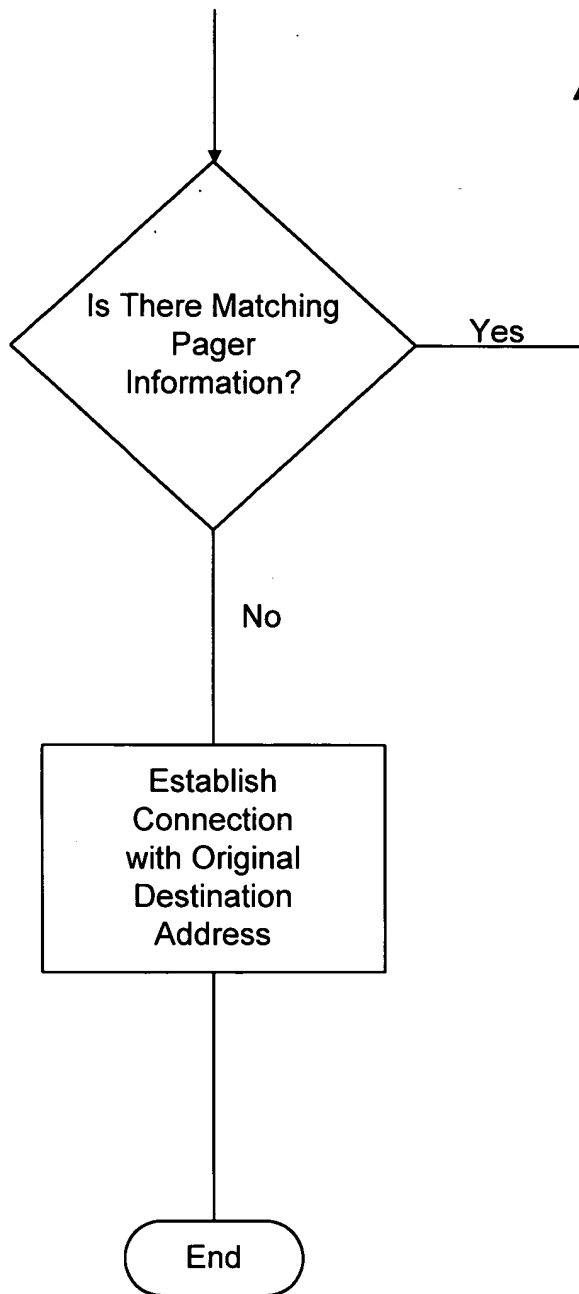 Is There Matching
Pager
Information?
Yes
No
Establish
Connection
with Original
Destination
Address
End